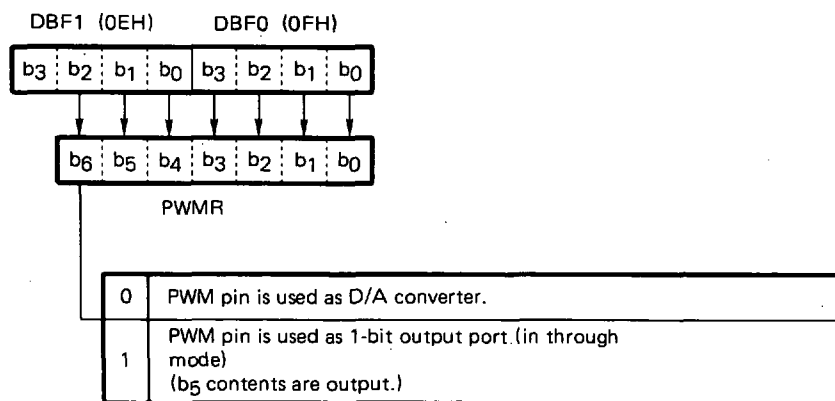 DBF1 (0EH) DBF0 (0FH)
b3 b2 b1 b0 b3 b2 b1 b0
b6 b5 b4 b3 b2 b1 b0
PWMR
0 PWM pin is used as D/A converter.
PWM pin is used as 1-bit output port.(in through
1 mode)
(b5 contents are output.)